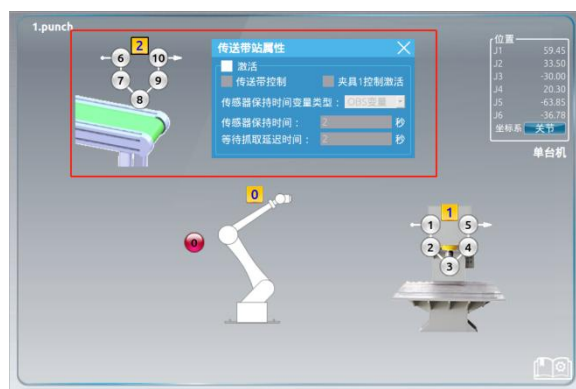 1.punch
2
6
10
7
9
8
传送带站属性
激活
传送带控制 夹具1控制激活
传感器保持时间变量类型： OBS变量
传感器保持时间： 2 秒
等待抓取延迟时间： 2 秒
位置
J1 59.45
J2 33.50
J3 -30.00
J4 20.30
J5 -63.85
J6 -36.78
坐标系 关节
单台机
0
0
1
1
5
2
4
3